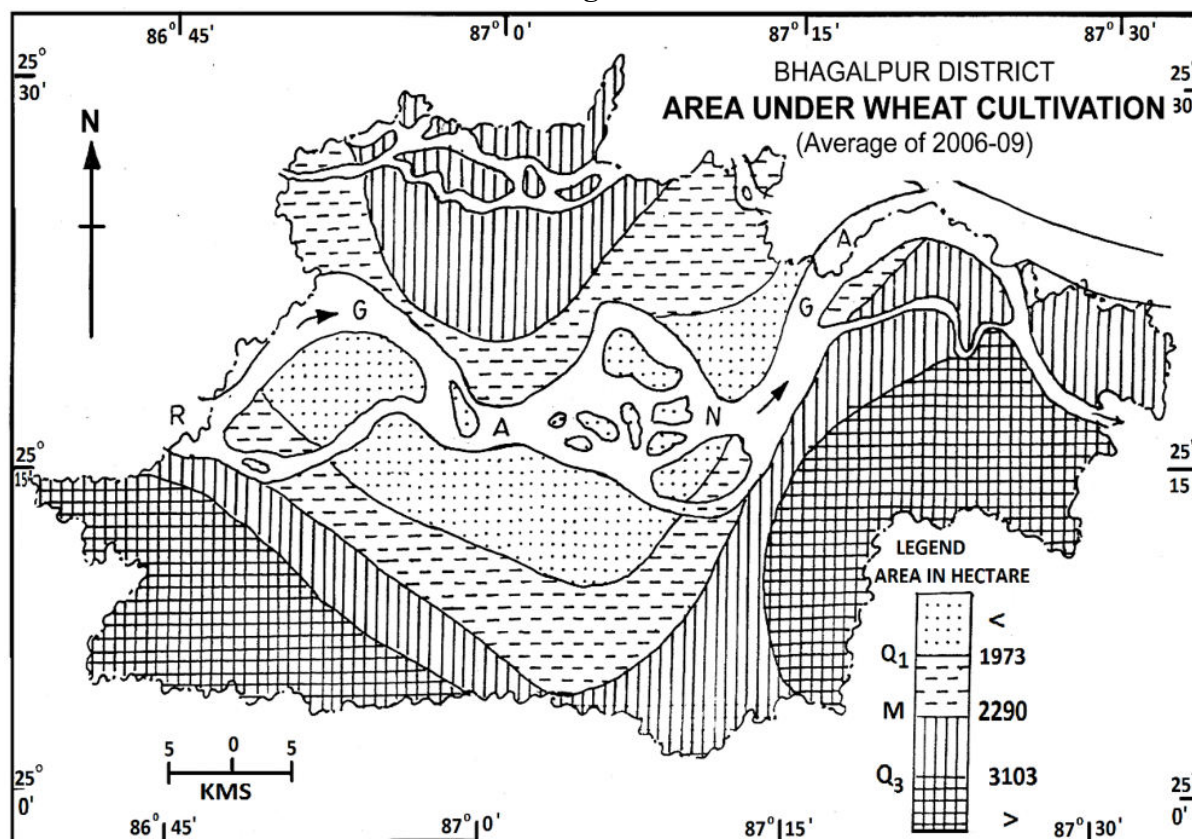 86° 45'
87° 0'
87° 15'
87° 30'
25°
30'
25°
30'
BHAGALPUR DISTRICT
AREA UNDER WHEAT CULTIVATION
(Average of 2006-09)
N
A
G
G
R
A
N
25°
15'
25°
15'
LEGEND
AREA IN HECTARE
<
Q1 1973
M 2290
Q3 3103
>
5 0 5
KMS
25°
0'
25°
0'
86° 45'
87° 0'
87° 15'
87° 30'